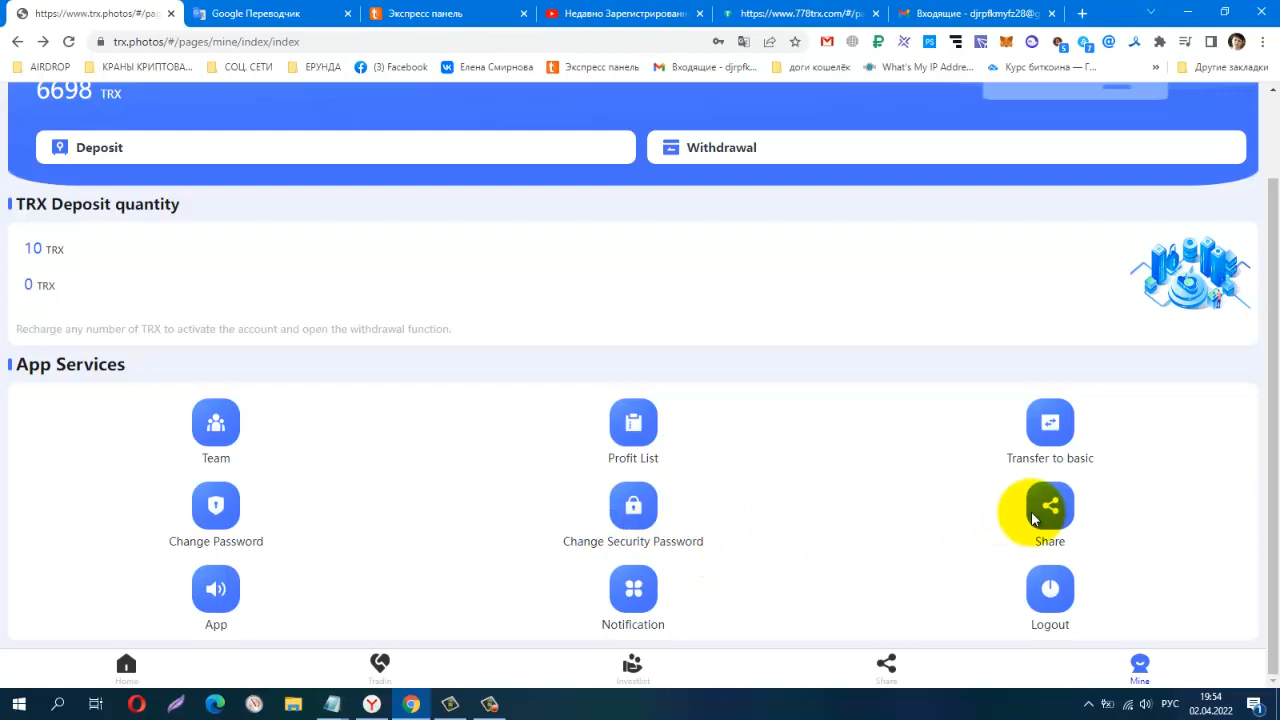 https://www.trx.photos/#/pag
Google Переводчик
Экспресс панель
Недавно Зарегистрированн
https://www.778trx.com/#/p
Входящие - djrpfkmyfz28@g
trx.photos/#/pages/mine/index/index
AIRDROP
КРАНЫ КРИПТОВА...
СОЦ. СЕТИ
ЕРУНДА
(3) Facebook
Елена Смирнова
Экспресс панель
Входящие - djrpfk...
доги кошелёк
What's My IP Addre...
Курс биткоина — Г...
»
Другие закладки
6698 TRX
Deposit
Withdrawal
TRX Deposit quantity
10 TRX
0 TRX
Recharge any number of TRX to activate the account and open the withdrawal function.
App Services
Team
Profit List
Transfer to basic
Change Password
Change Security Password
Share
App
Notification
Logout
Home
Tradin
Investlist
Share
Mine
РУС
19:54
02.04.2022